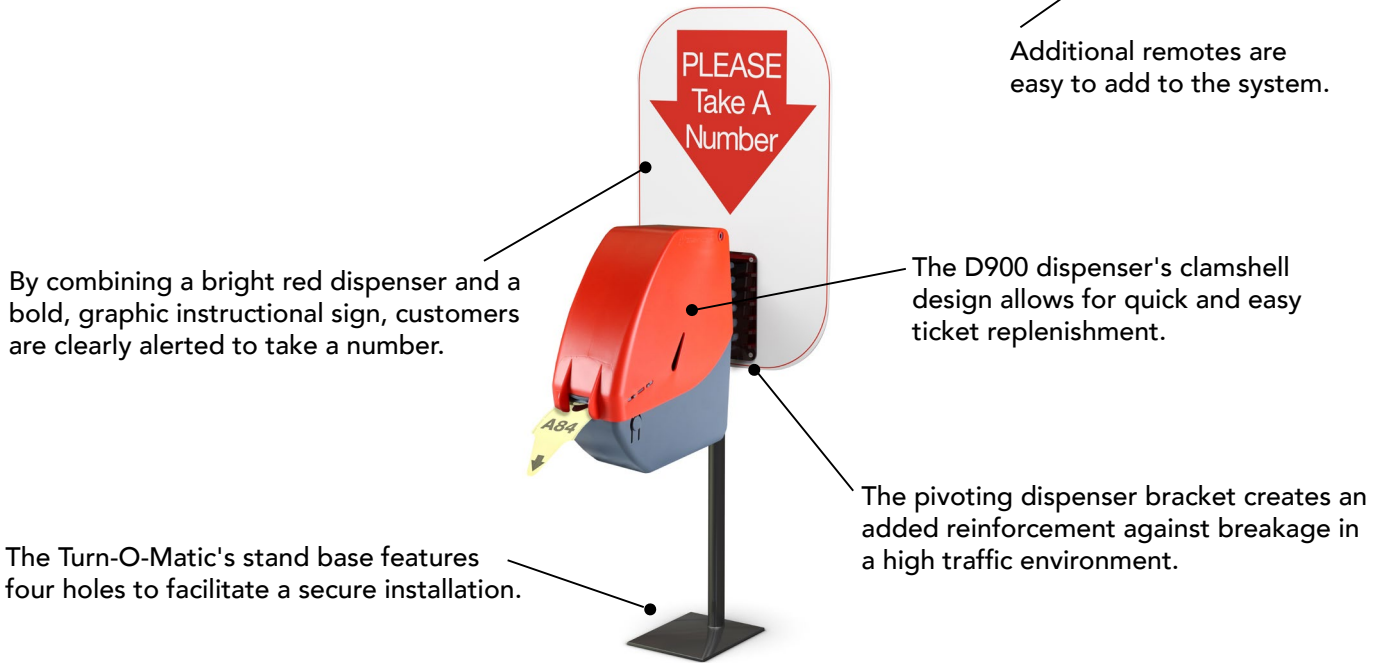 Additional remotes are
easy to add to the system.
PLEASE
Take A
Number
By combining a bright red dispenser and a
bold, graphic instructional sign, customers
are clearly alerted to take a number.
The D900 dispenser's clamshell
design allows for quick and easy
ticket replenishment.
A84
The pivoting dispenser bracket creates an
added reinforcement against breakage in
a high traffic environment.
The Turn-O-Matic's stand base features
four holes to facilitate a secure installation.